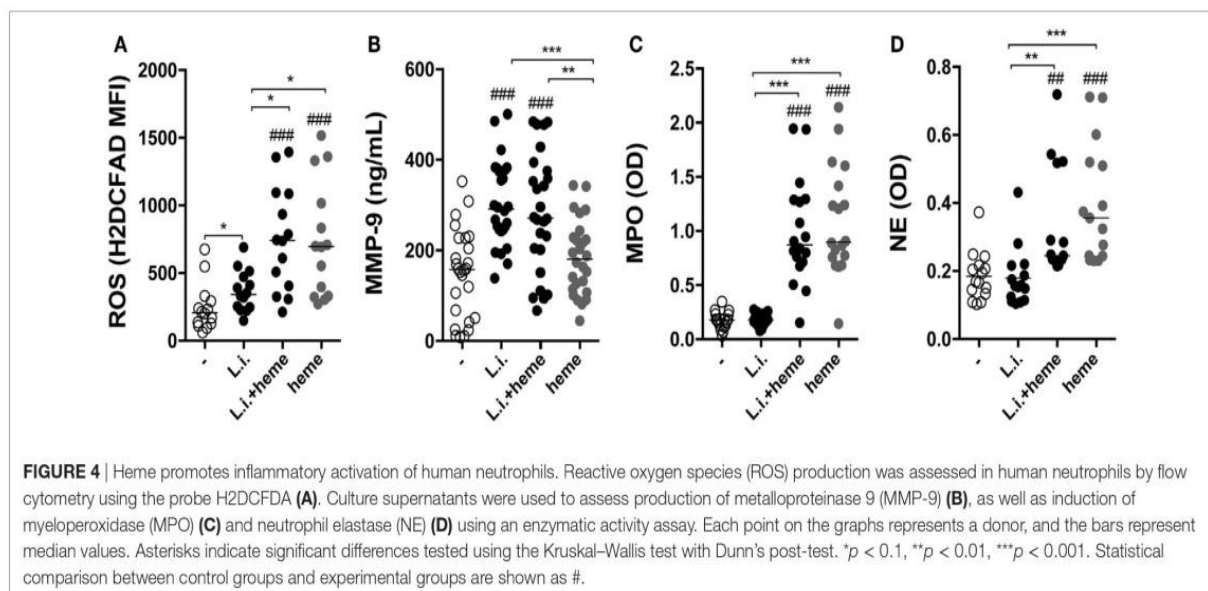 A
ROS (H2DCFAD MFI)
2000
1500
1000
500
0
*
*
*
###
###
-
L.i.
L.i.+heme
heme
B
MMP-9 (ng/mL)
600
400
200
0
***
**
###
###
-
L.i.
L.i.+heme
heme
C
MPO (OD)
2.5
2.0
1.5
1.0
0.5
0.0
***
***
###
###
-
L.i.
L.i.+heme
heme
D
NE (OD)
0.8
0.6
0.4
0.2
0.0
***
**
##
###
-
L.i.
L.i.+heme
heme
FIGURE 4 | Heme promotes inflammatory activation of human neutrophils. Reactive oxygen species (ROS) production was assessed in human neutrophils by flow
cytometry using the probe H2DCFDA (A). Culture supernatants were used to assess production of metalloproteinase 9 (MMP-9) (B), as well as induction of
myeloperoxidase (MPO) (C) and neutrophil elastase (NE) (D) using an enzymatic activity assay. Each point on the graphs represents a donor, and the bars represent
median values. Asterisks indicate significant differences tested using the Kruskal–Wallis test with Dunn's post-test. *p < 0.1, **p < 0.01, ***p < 0.001. Statistical
comparison between control groups and experimental groups are shown as #.